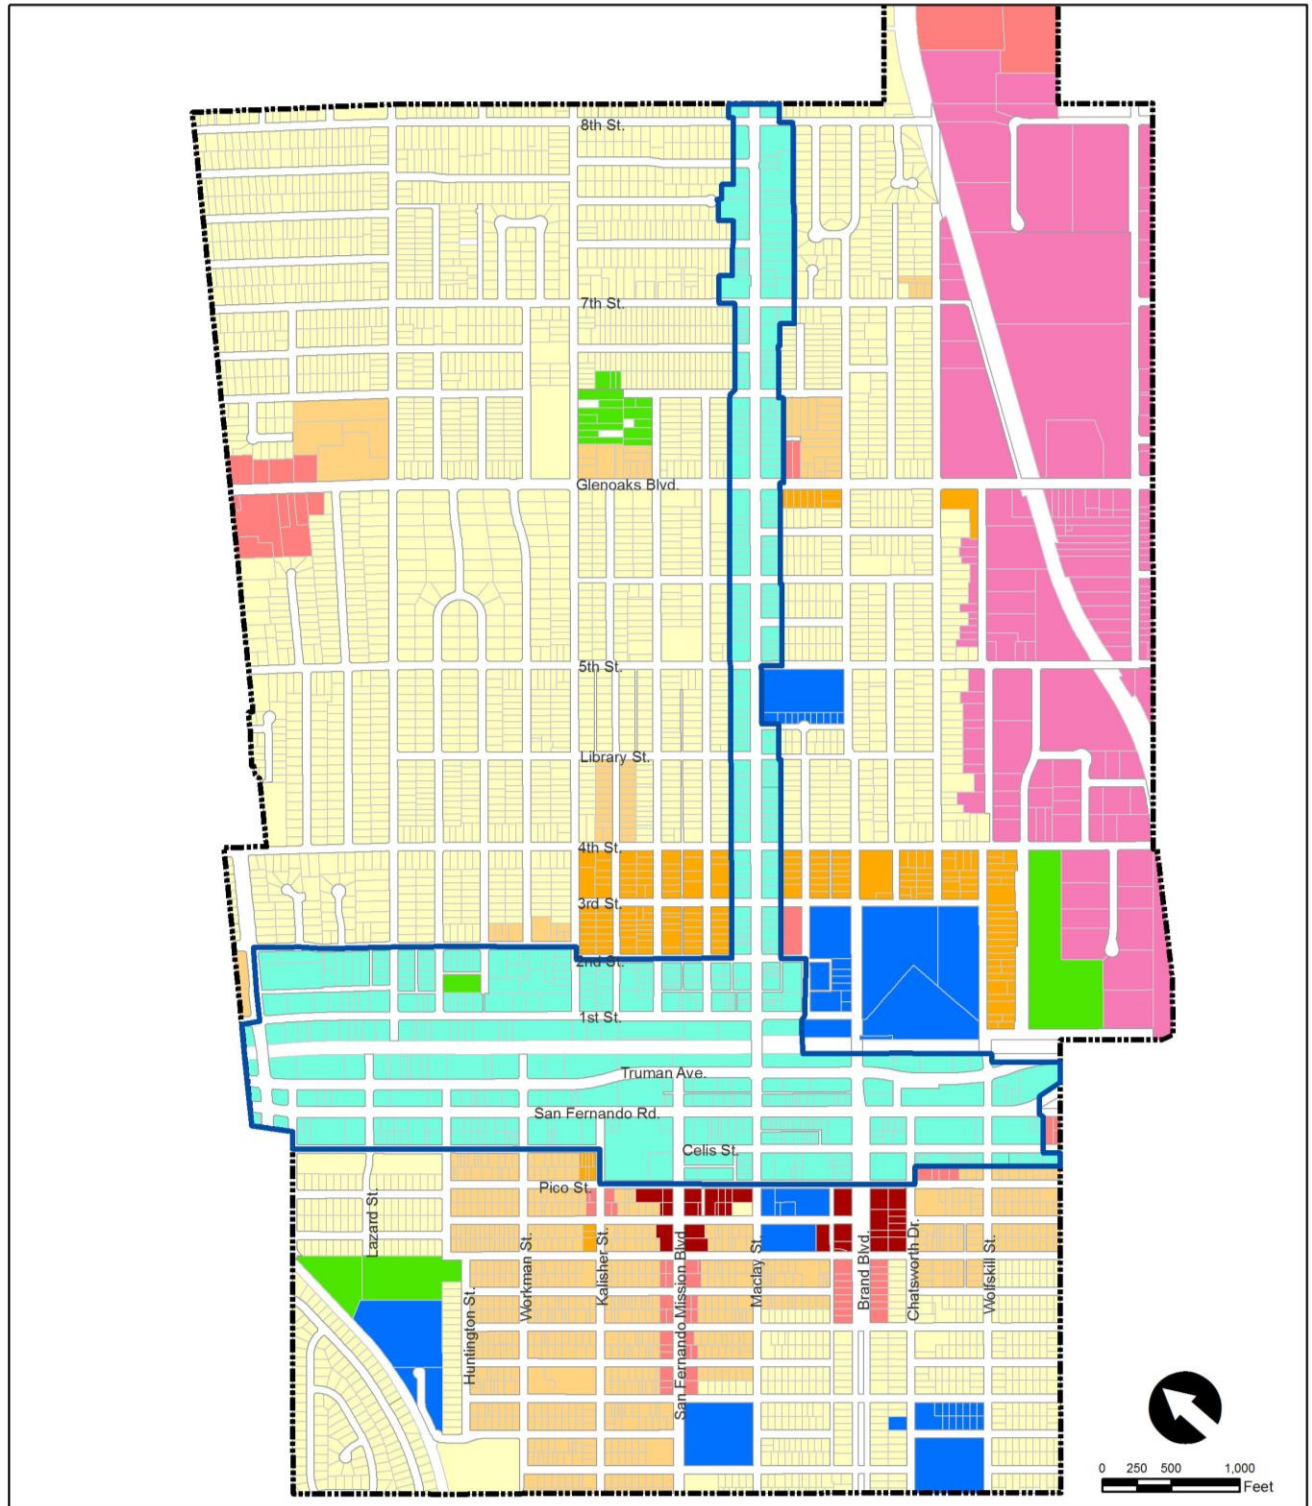 8th St.
7th St.
Glenoaks Blvd.
5th St.
Library St.
4th St.
3rd St.
2nd St.
1st St.
Truman Ave.
San Fernando Rd.
Celis St.
Pico St.
Lazard St.
Huntington St.
Workman St.
Kalisher St.
San Fernando Mission Blvd.
Maclay St.
Brand Blvd.
Chatsworth Dr.
Wolfskill St.
0 250 500 1,000
Feet